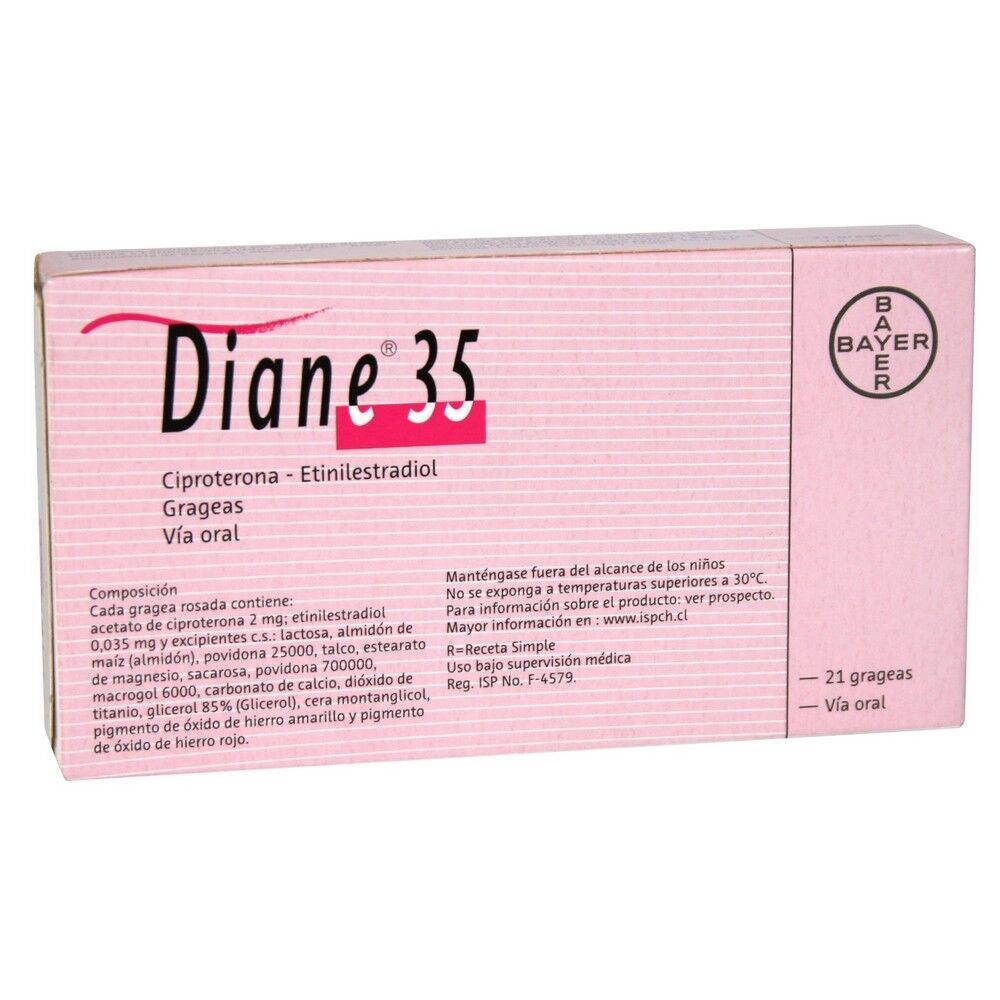 Diane® 35
Ciproterona - Etinilestradiol
Grageas
Vía oral
Composición
Cada gragea rosada contiene:
acetato de ciproterona 2 mg; etinilestradiol
0,035 mg y excipientes c.s.: lactosa, almidón de
maíz (almidón), povidona 25000, talco, estearato
de magnesio, sacarosa, povidona 700000,
macrogol 6000, carbonato de calcio, dióxido de
titanio, glicerol 85% (Glicerol), cera montanglicol,
pigmento de óxido de hierro amarillo y pigmento
de óxido de hierro rojo.
Manténgase fuera del alcance de los niños
No se exponga a temperaturas superiores a 30°C.
Para información sobre el producto: ver prospecto.
Mayor información en : www.ispch.cl
R=Receta Simple
Uso bajo supervisión médica
Reg. ISP No. F-4579.
BAYER
BAYER
— 21 grageas
— Vía oral